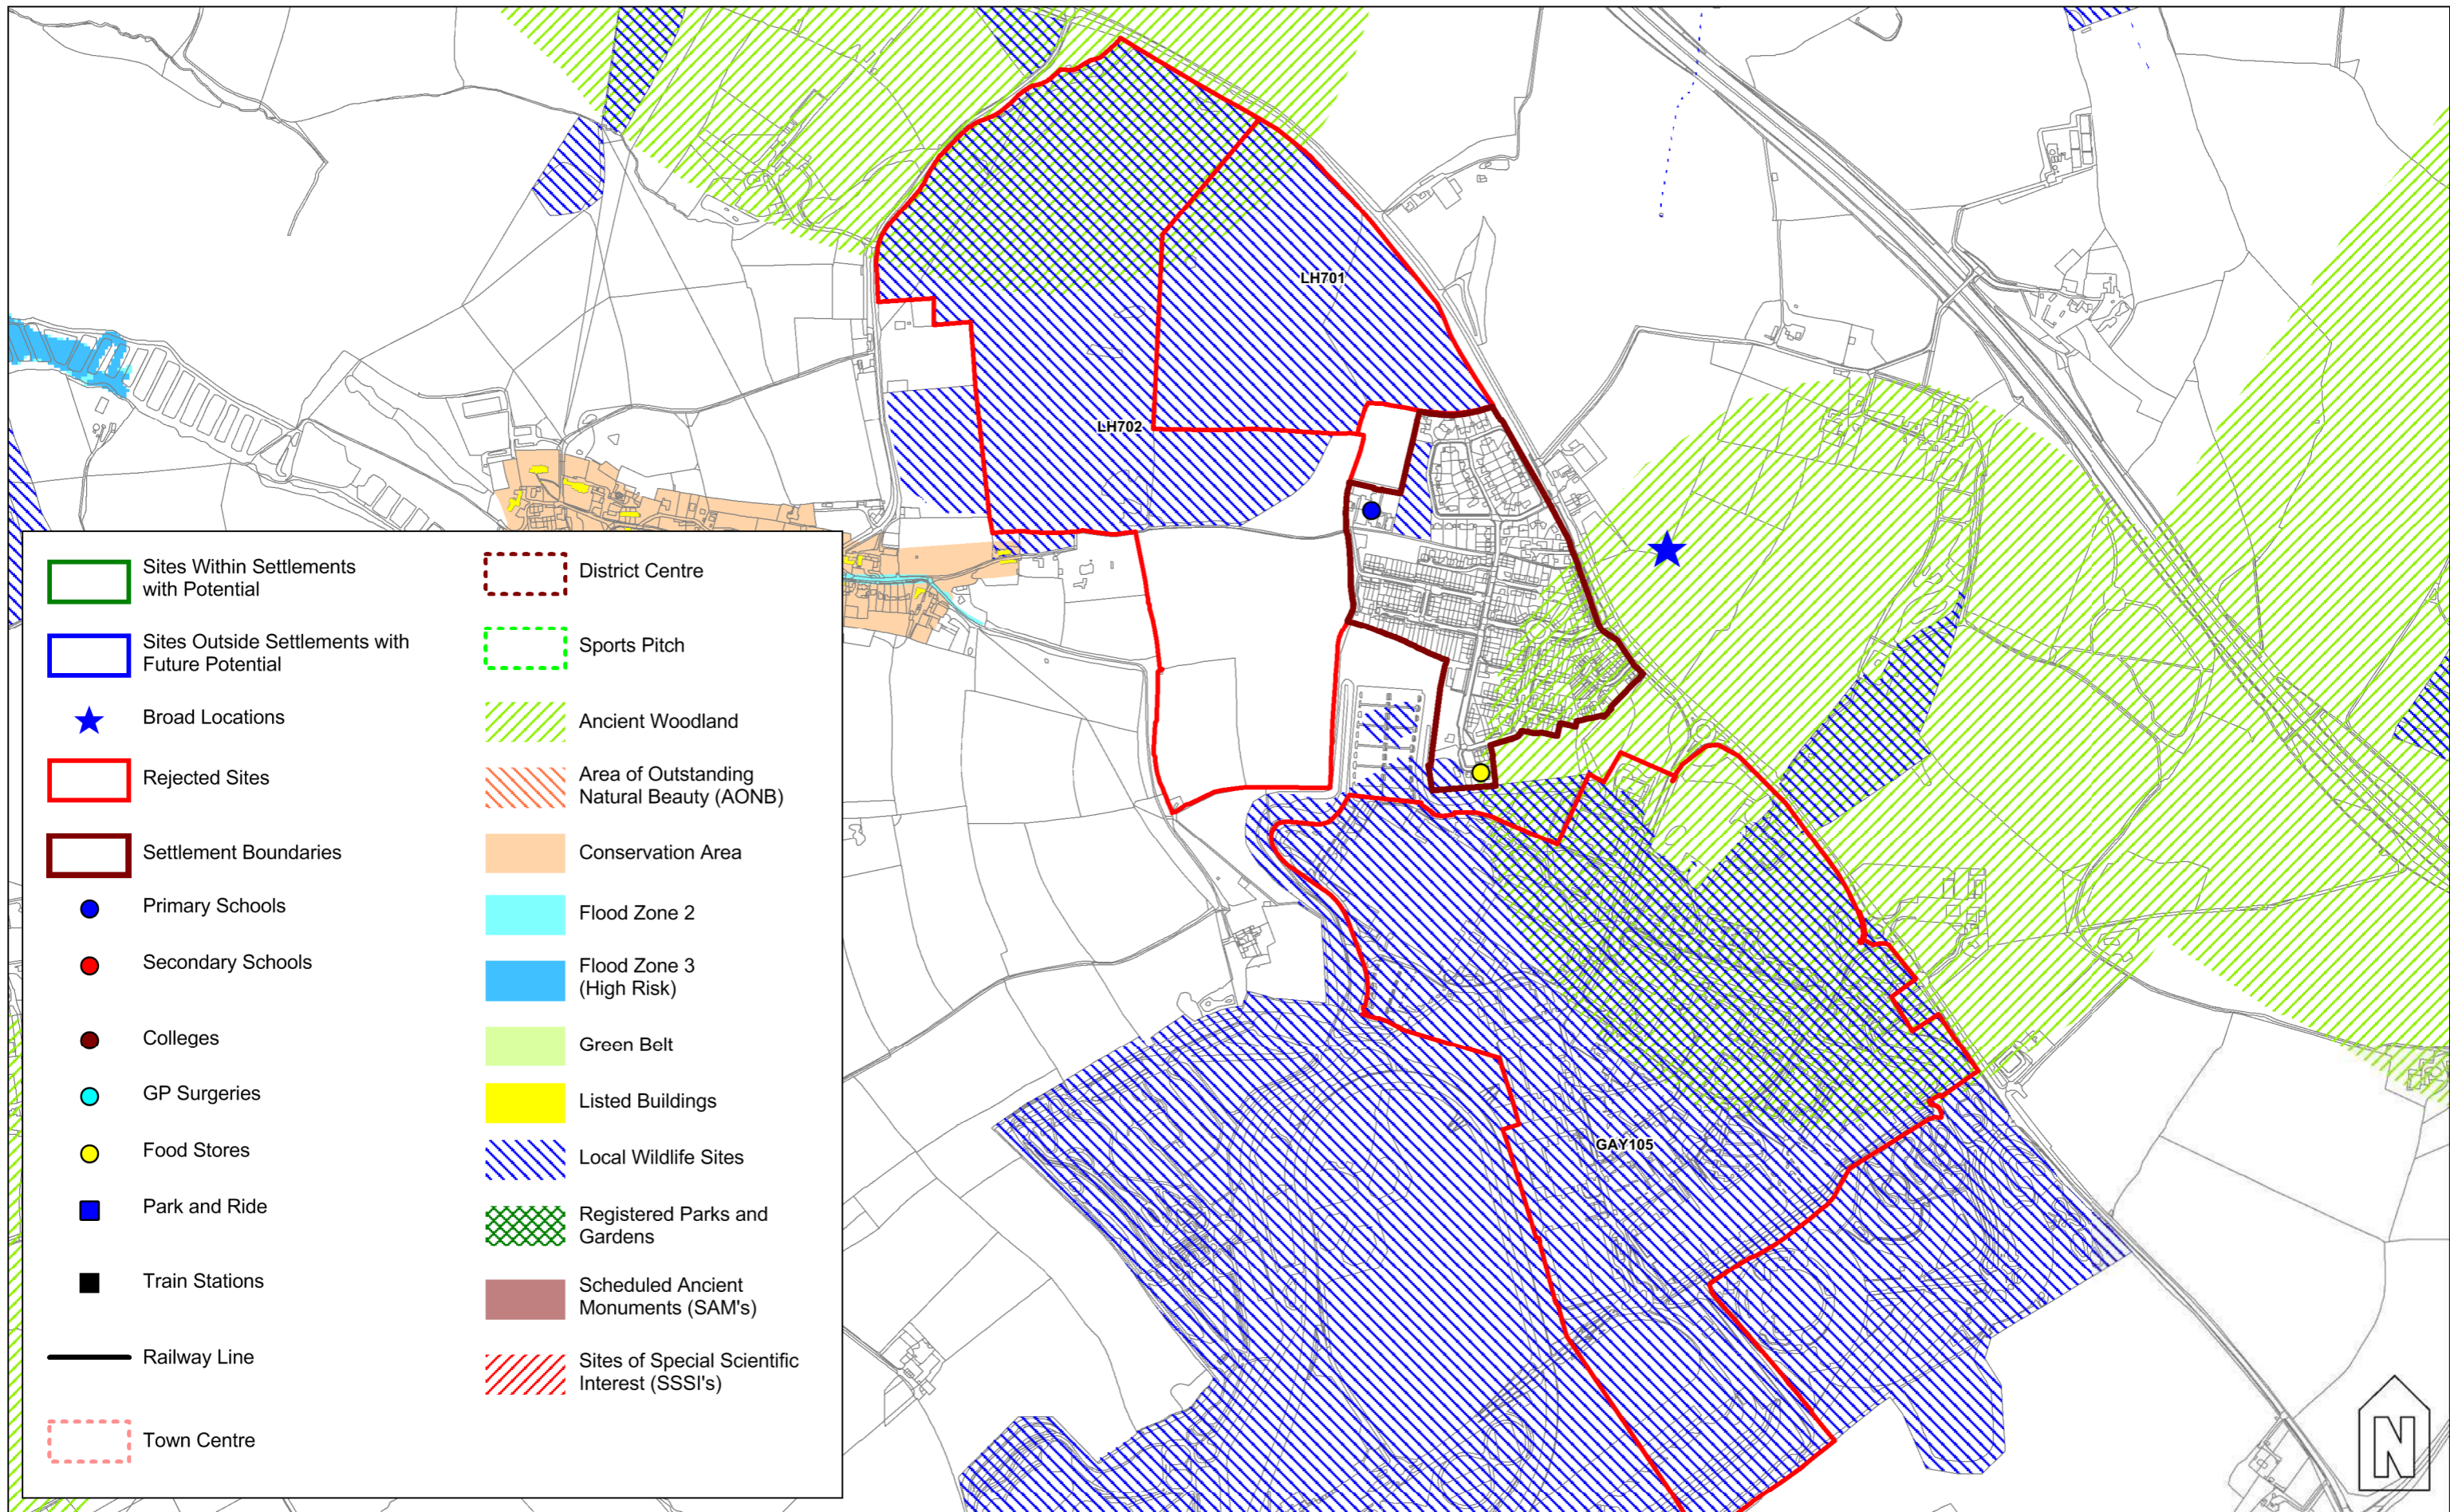 LH701
LH702
GAY105
Sites Within Settlements
with Potential
Sites Outside Settlements with
Future Potential
Broad Locations
Rejected Sites
Settlement Boundaries
Primary Schools
Secondary Schools
Colleges
GP Surgeries
Food Stores
Park and Ride
Train Stations
Railway Line
Town Centre
District Centre
Sports Pitch
Ancient Woodland
Area of Outstanding
Natural Beauty (AONB)
Conservation Area
Flood Zone 2
Flood Zone 3
(High Risk)
Green Belt
Listed Buildings
Local Wildlife Sites
Registered Parks and
Gardens
Scheduled Ancient
Monuments (SAM's)
Sites of Special Scientific
Interest (SSSI's)
N